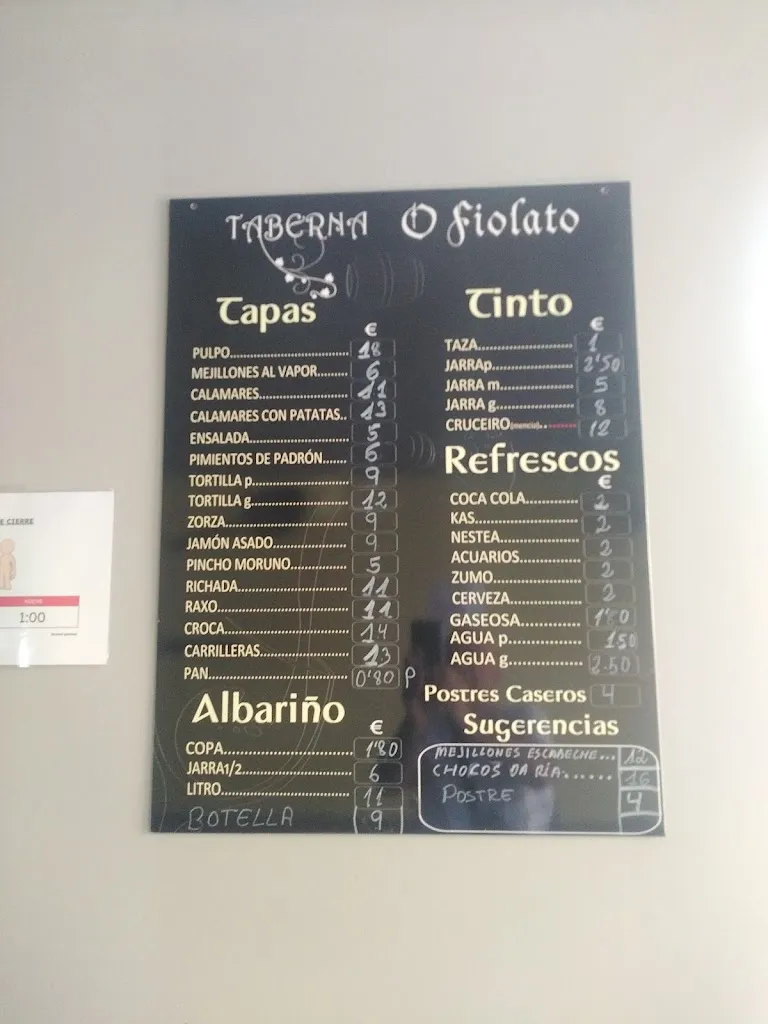 TABERNA O Fiolato
Tapas
€
PULPO 18
MEJILLONES AL VAPOR 6
CALAMARES 11
CALAMARES CON PATATAS 13
ENSALADA 5
PIMIENTOS DE PADRÓN 6
TORTILLA p. 9
TORTILLA g. 12
ZORZA 9
JAMÓN ASADO 9
PINCHO MORUNO 5
RICHADA 11
RAXO 11
CROCA 14
CARRILLERAS 13
PAN 0'80 P
Albariño
€
COPA 1'80
JARRA1/2 6
LITRO 11
BOTELLA 9
Tinto
€
TAZA 1
JARRAp. 2'50
JARRA m. 5
JARRA g. 8
CRUCEIRO 12
Refrescos
€
COCA COLA 2
KAS 2
NESTEA 2
ACUARIOS 2
ZUMO 2
CERVEZA 2
GASEOSA 1'80
AGUA p. 150
AGUA g. 2.50
Postres Caseros 4
Sugerencias
MEJILLONES ESCABECHE... 12
CHOCOS DA RÍA...... 16
POSTRE 4
E CIERRE
NOCHE
1:00